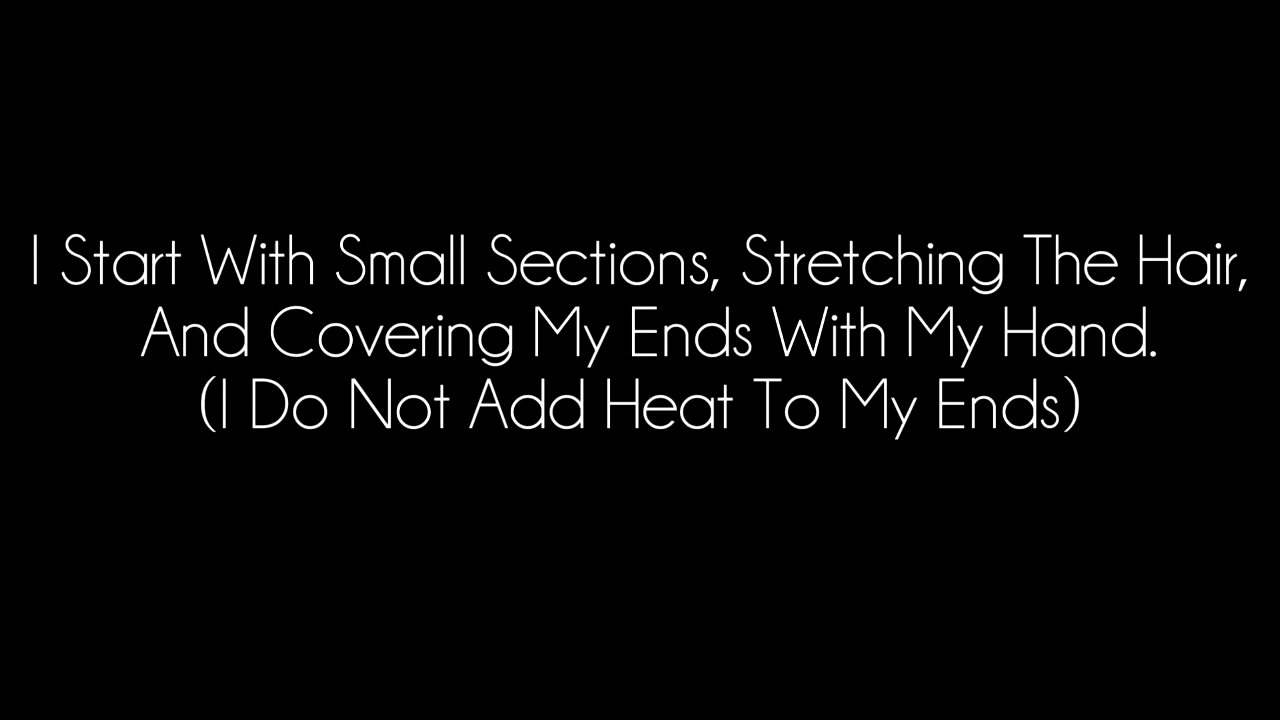 I Start With Small Sections, Stretching The Hair,
And Covering My Ends With My Hand.
(I Do Not Add Heat To My Ends)